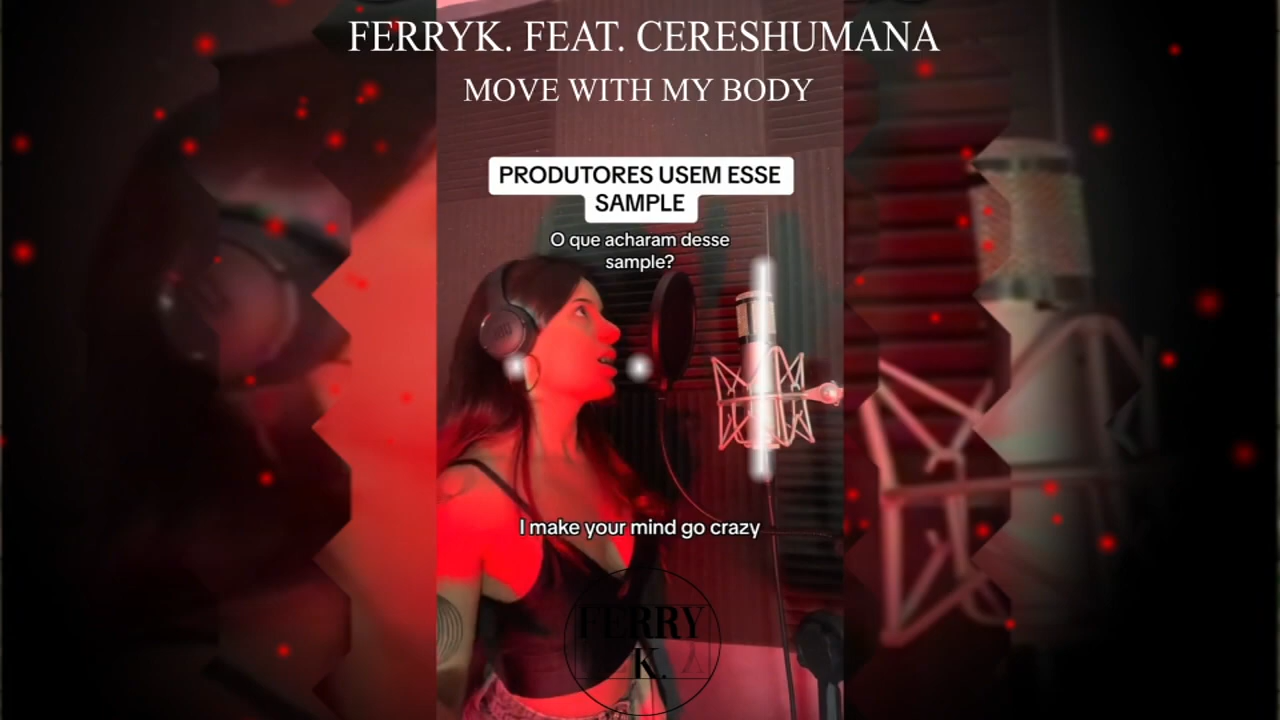 FERRYK. FEAT. CERESHUMANA
MOVE WITH MY BODY
PRODUTORES USEM ESSE
SAMPLE
O que acharam desse
sample?
I make your mind go crazy
FERRY
K.